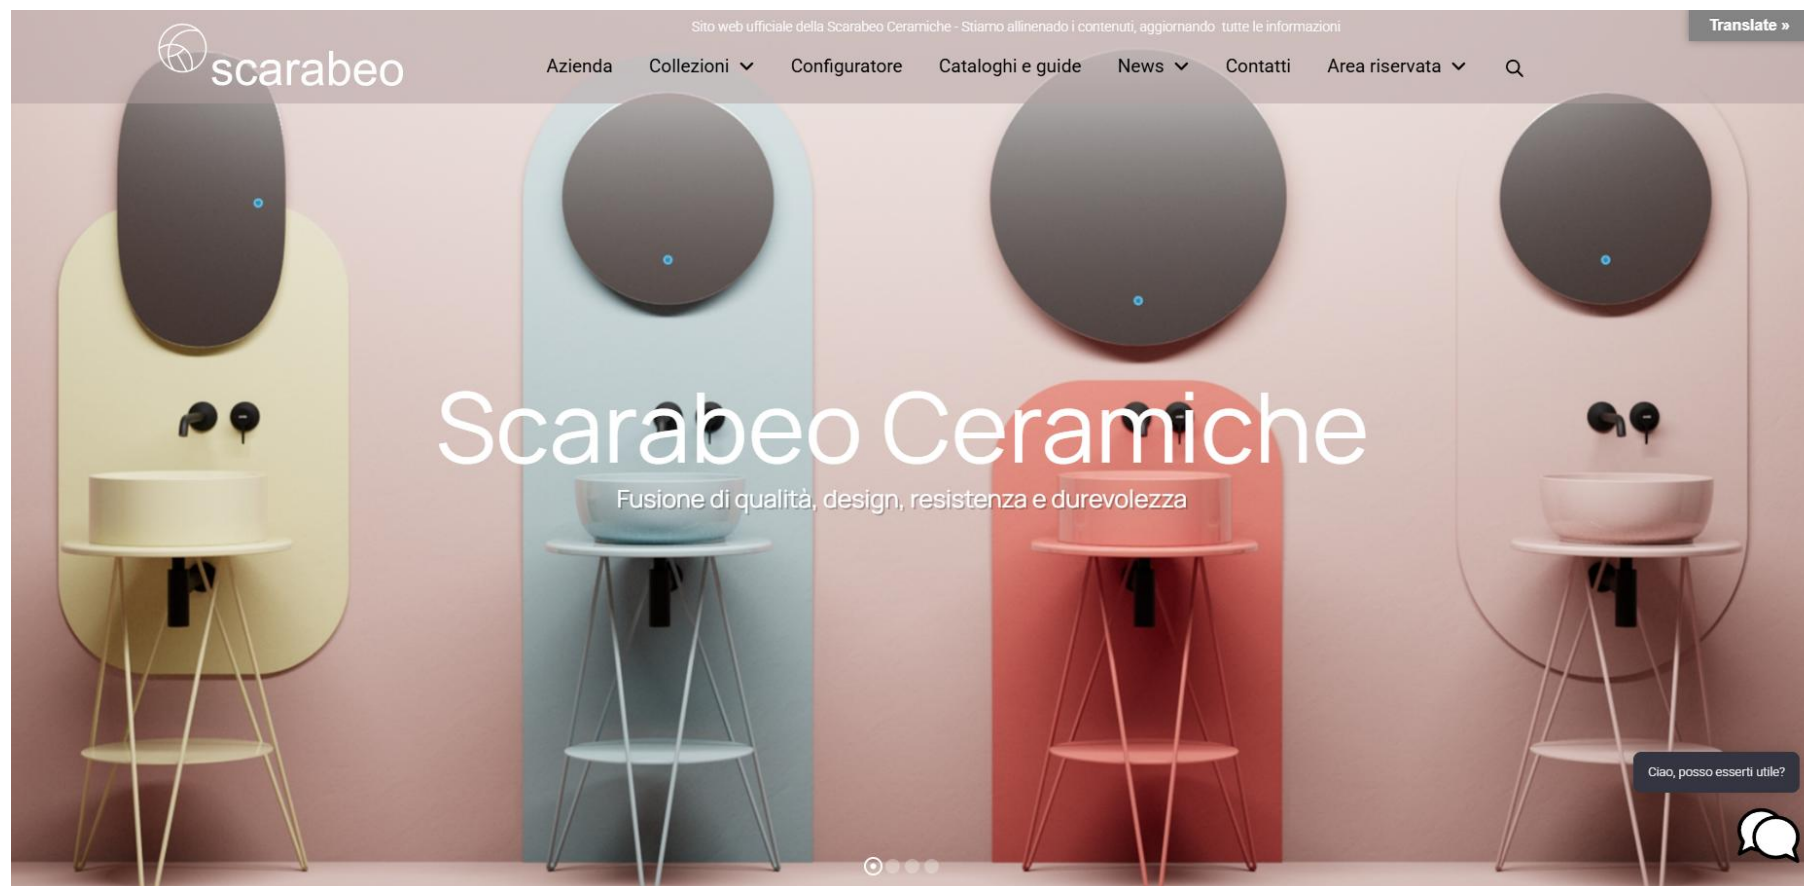 Sito web ufficiale della Scarabeo Ceramiche - Stiamo allinenado i contenuti, aggiornando tutte le informazioni
Translate »
scarabeo
Azienda Collezioni Configuratore Cataloghi e guide News Contatti Area riservata
Scarabeo Ceramiche
Fusione di qualità, design, resistenza e durevolezza
Ciao, posso esserti utile?